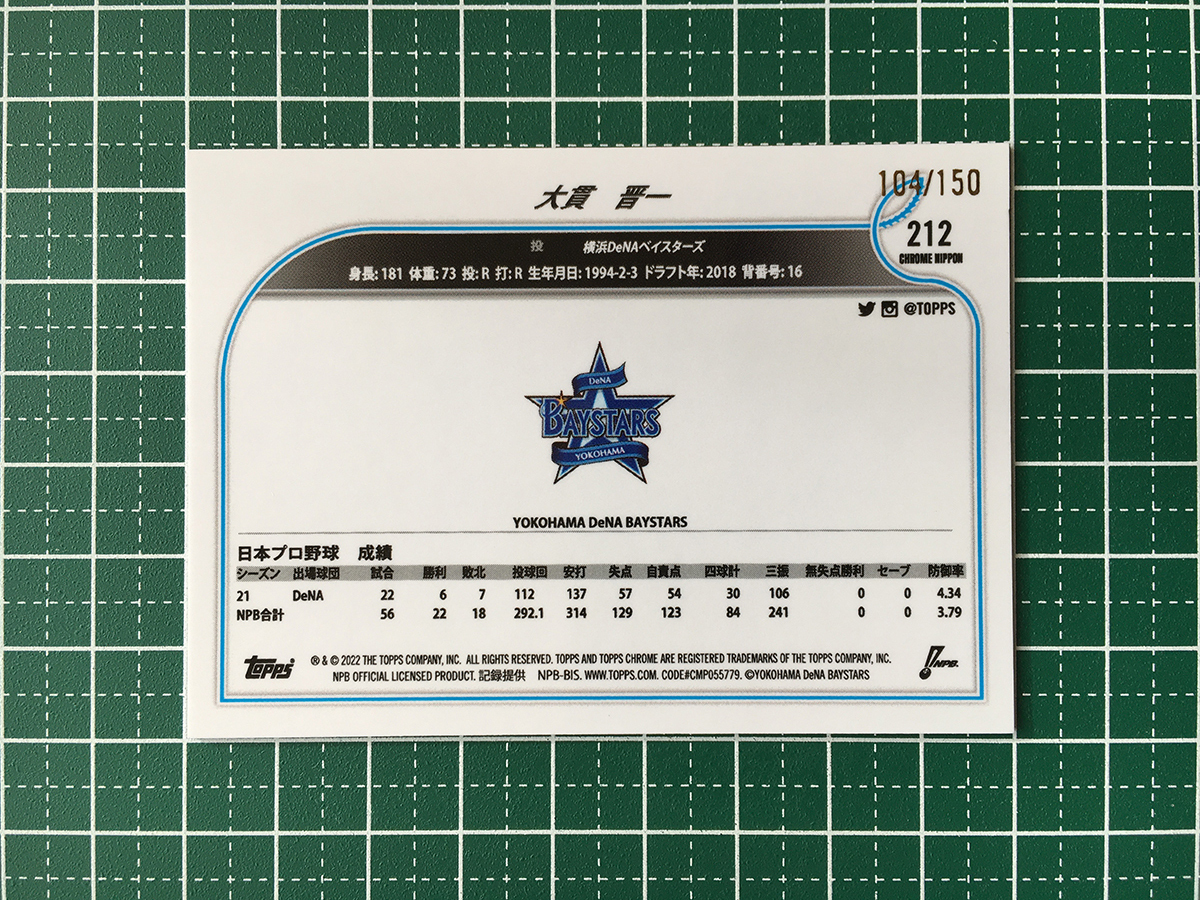 104/150
大貫 晋一
212
CHROME NIPPON
投 横浜DeNAベイスターズ
身長: 181 体重: 73 投: R 打: R 生年月日: 1994-2-3 ドラフト年: 2018 背番号: 16
@TOPPS
DeNA
BAYSTARS
YOKOHAMA
YOKOHAMA DeNA BAYSTARS
日本プロ野球 成績
シーズン 出場球団 試合 勝利 敗北 投球回 安打 失点 自責点 四球計 三振 無失点勝利 セーブ 防御率
21 DeNA 22 6 7 112 137 57 54 30 106 0 0 4.34
NPB合計 56 22 18 292.1 314 129 123 84 241 0 0 3.79
topps
® & © 2022 THE TOPPS COMPANY, INC. ALL RIGHTS RESERVED. TOPPS AND TOPPS CHROME ARE REGISTERED TRADEMARKS OF THE TOPPS COMPANY, INC.
NPB OFFICIAL LICENSED PRODUCT. 記録提供 NPB-BIS. WWW.TOPPS.COM. CODE#CMP055779. ©YOKOHAMA DeNA BAYSTARS
NPB.